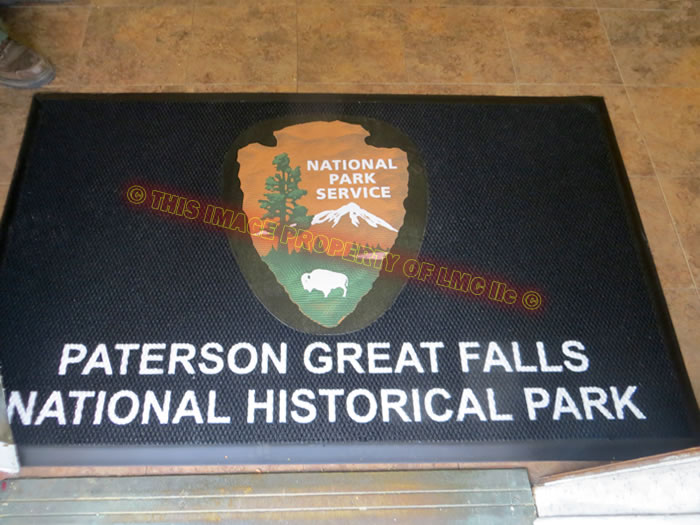 NATIONAL
PARK
SERVICE
© THIS IMAGE PROPERTY OF LMC llc ©
PATERSON GREAT FALLS
NATIONAL HISTORICAL PARK